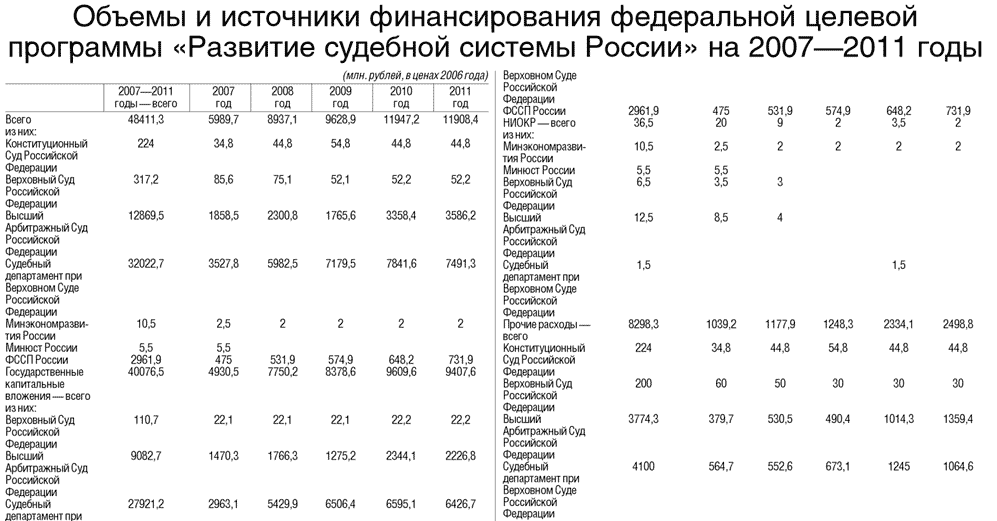 Объемы и источники финансирования федеральной целевой
программы «Развитие судебной системы России» на 2007—2011 годы
(млн. рублей, в ценах 2006 года)
2007—2011 2007 2008 2009 2010 2011
годы — всего год год год год год
Всего 48411,3 5989,7 8937,1 9628,9 11947,2 11908,4
из них:
Конституционный 224 34,8 44,8 54,8 44,8 44,8
Суд Российской
Федерации
Верховный Суд 317,2 85,6 75,1 52,1 52,2 52,2
Российской
Федерации
Высший 12869,5 1858,5 2300,8 1765,6 3358,4 3586,2
Арбитражный Суд
Российской
Федерации
Судебный 32022,7 3527,8 5982,5 7179,5 7841,6 7491,3
департамент при
Верховном Суде
Российской
Федерации
Минэкономразви- 10,5 2,5 2 2 2 2
тия России
Минюст России 5,5 5,5
ФССП России 2961,9 475 531,9 574,9 648,2 731,9
Государственные 40076,5 4930,5 7750,2 8378,6 9609,6 9407,6
капитальные
вложения — всего
из них:
Верховный Суд 110,7 22,1 22,1 22,1 22,2 22,2
Российской
Федерации
Высший 9082,7 1470,3 1766,3 1275,2 2344,1 2226,8
Арбитражный Суд
Российской
Федерации
Судебный 27921,2 2963,1 5429,9 6506,4 6595,1 6426,7
департамент при
Верховном Суде
Российской
Федерации
ФССП России 2961,9 475 531,9 574,9 648,2 731,9
НИОКР — всего 36,5 20 9 2 3,5 2
из них:
Минэкономразви- 10,5 2,5 2 2 2 2
тия России
Минюст России 5,5 5,5
Верховный Суд 6,5 3,5 3
Российской
Федерации
Высший 12,5 8,5 4
Арбитражный Суд
Российской
Федерации
Судебный 1,5 1,5
департамент при
Верховном Суде
Российской
Федерации
Прочие расходы — 8298,3 1039,2 1177,9 1248,3 2334,1 2498,8
всего
Конституционный 224 34,8 44,8 54,8 44,8 44,8
Суд Российской
Федерации
Верховный Суд 200 60 50 30 30 30
Российской
Федерации
Высший 3774,3 379,7 530,5 490,4 1014,3 1359,4
Арбитражный Суд
Российской
Федерации
Судебный 4100 564,7 552,6 673,1 1245 1064,6
департамент при
Верховном Суде
Российской
Федерации